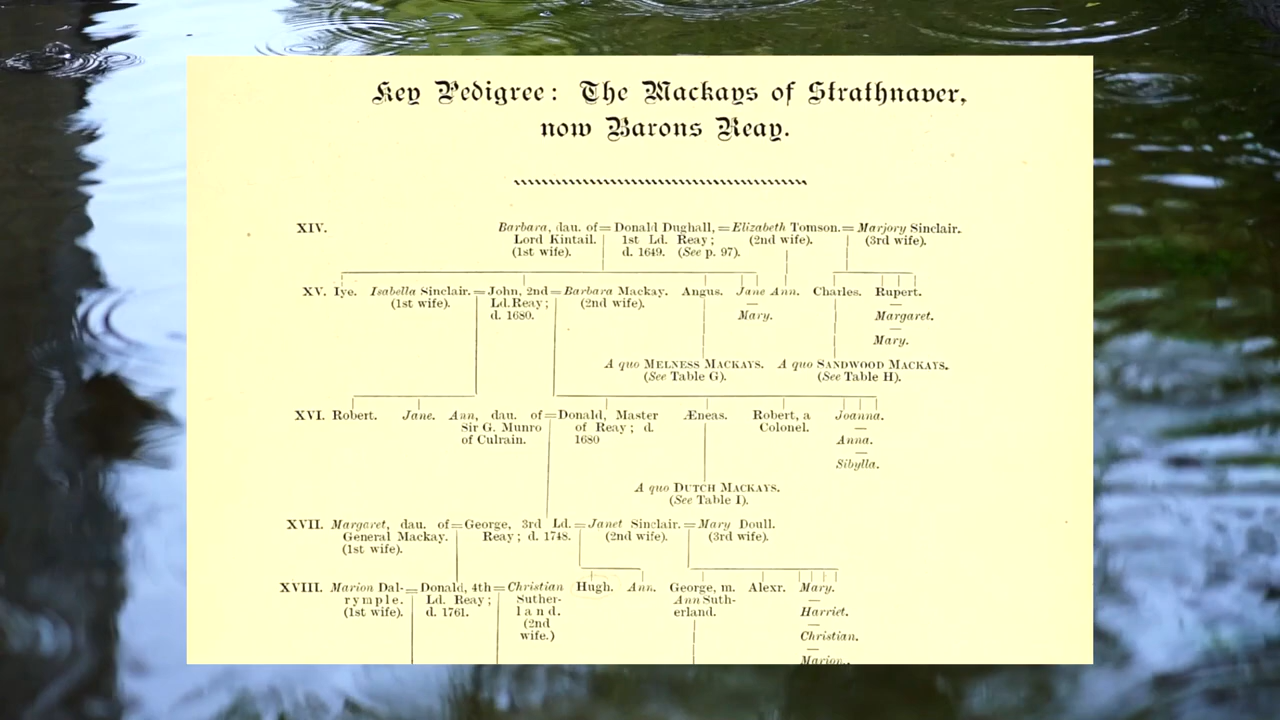 Key Pedigree: The Mackays of Strathnaver,
now Barons Reay.
XIV. Barbara, dau. of = Donald Dughall, = Elizabeth Tomson. = Marjory Sinclair.
Lord Kintail. 1st Ld. Reay; (2nd wife). (3rd wife).
(1st wife). d. 1649. (See p. 97).
XV. Iye. Isabella Sinclair. = John, 2nd = Barbara Mackay. Angus. Jane Ann. Charles. Rupert.
(1st wife). Ld. Reay; (2nd wife).
d. 1680. Mary. Margaret.
Mary.
A quo MELNESS MACKAYS. A quo SANDWOOD MACKAYS.
(See Table G). (See Table H).
XVI. Robert. Jane. Ann, dau. of = Donald, Master Æneas. Robert, a Joanna.
Sir G. Munro of Reay; d. Colonel.
of Culrain. 1680 Anna.
Sibylla.
A quo DUTCH MACKAYS.
(See Table I).
XVII. Margaret, dau. of = George, 3rd Ld. = Janet Sinclair. = Mary Doull.
General Mackay. Reay; d. 1748. (2nd wife). (3rd wife).
(1st wife).
XVIII. Marion Dal- = Donald, 4th = Christian Hugh. Ann. George, m. Alexr. Mary.
rymple. Ld. Reay; Suther- Ann Suth-
(1st wife). d. 1761. land. erland. Harriet.
(2nd
wife.) Christian.
Marion.